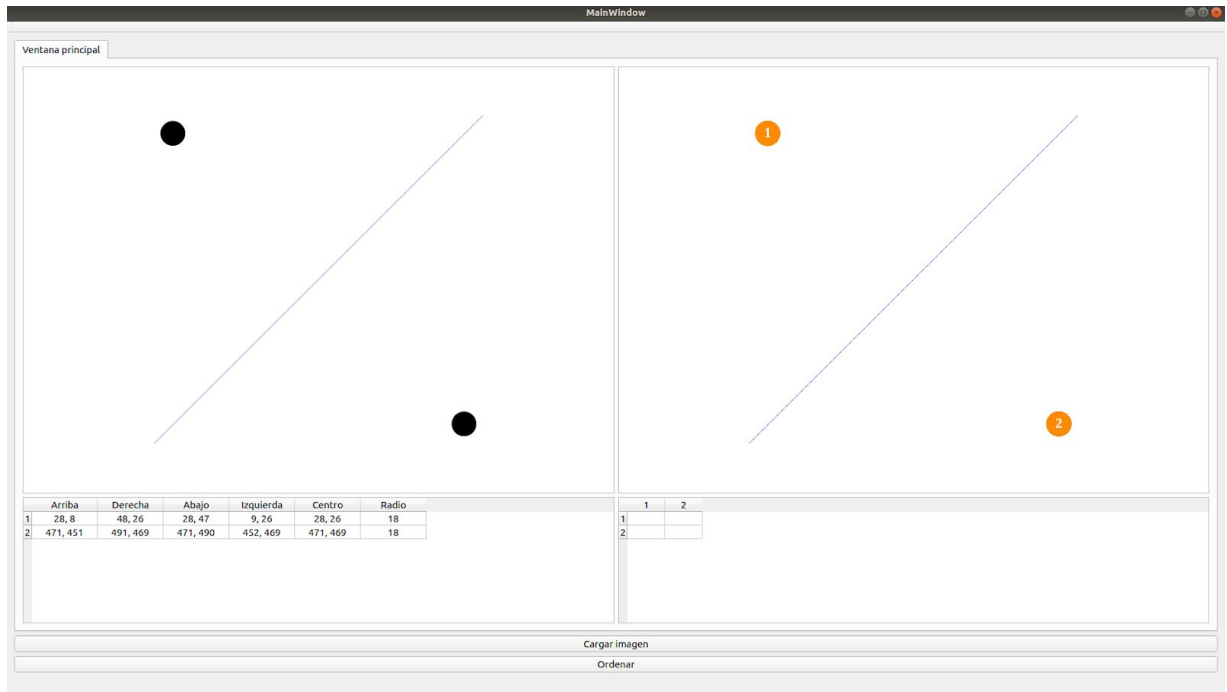 MainWindow
Ventana principal
1
2
Arriba Derecha Abajo Izquierda Centro Radio
1 28, 8 48, 26 28, 47 9, 26 28, 26 18
2 471, 451 491, 469 471, 490 452, 469 471, 469 18
1 2
1
2
Cargar imagen
Ordenar